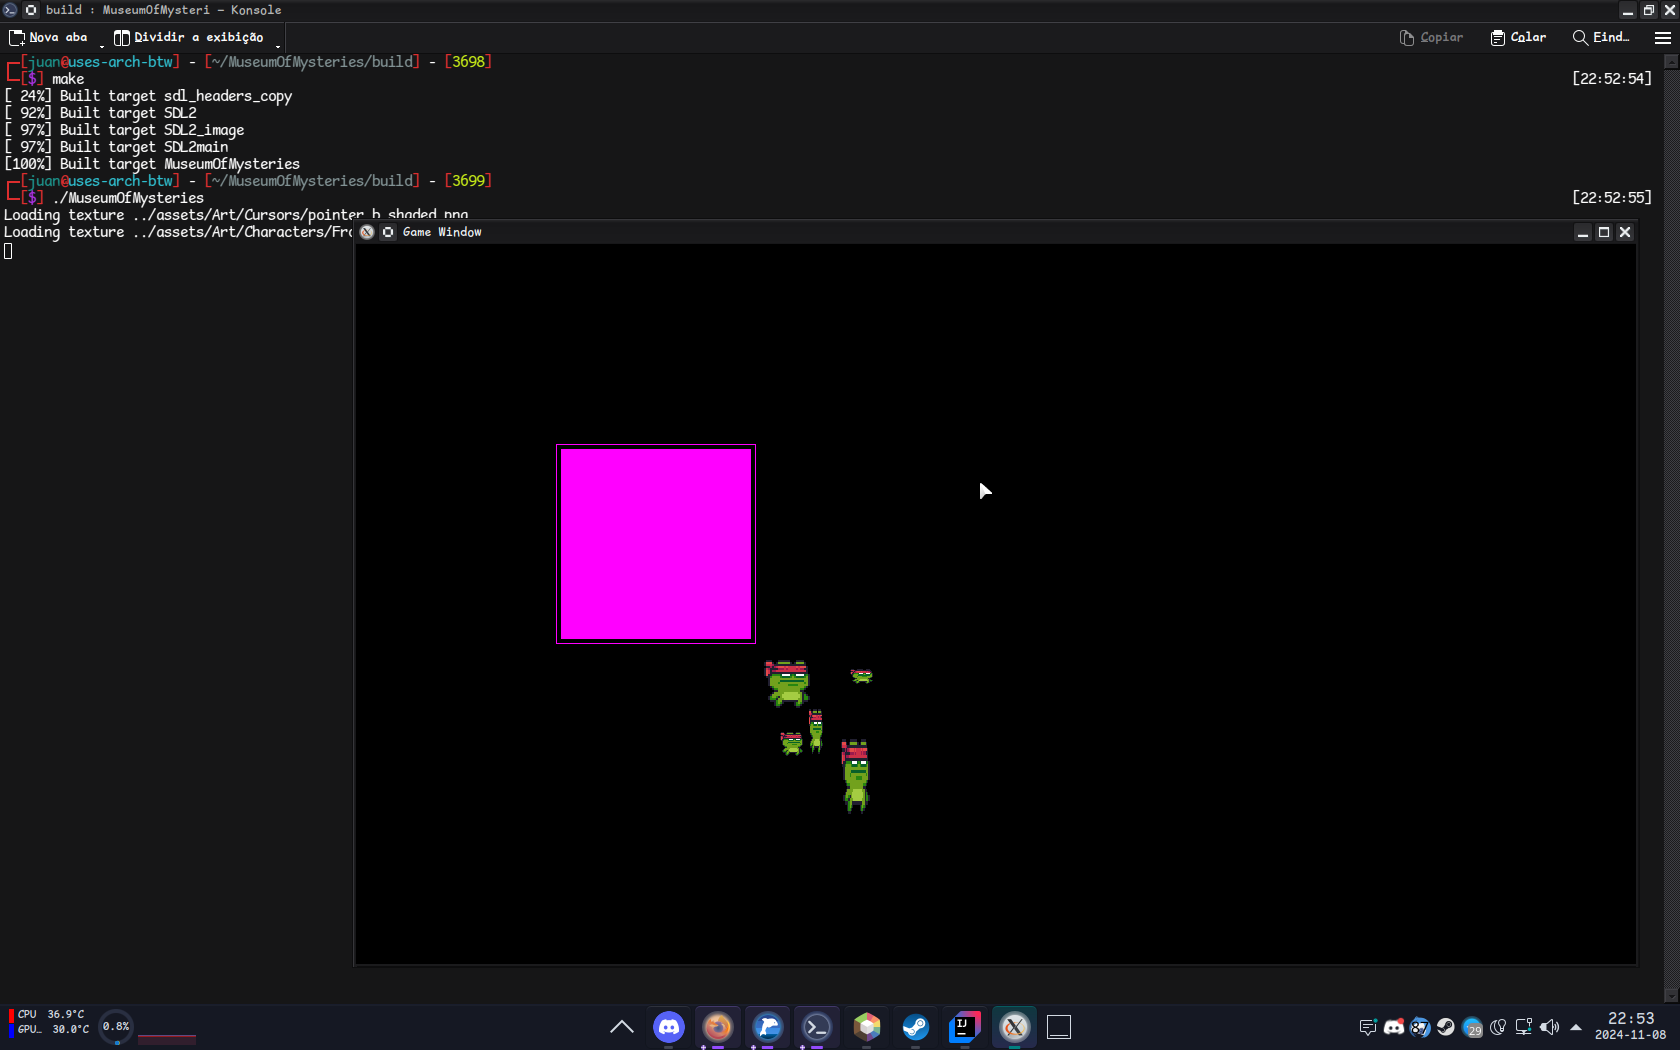 build : MuseumOfMysteri — Konsole
Nova aba
Dividir a exibição
Copiar
Colar
Find…
[juan@uses-arch-btw] - [~/MuseumOfMysteries/build] - [3698]
[$] make [22:52:54]
[ 24%] Built target sdl_headers_copy
[ 92%] Built target SDL2
[ 97%] Built target SDL2_image
[ 97%] Built target SDL2main
[100%] Built target MuseumOfMysteries
[juan@uses-arch-btw] - [~/MuseumOfMysteries/build] - [3699]
[$] ./MuseumOfMysteries [22:52:55]
Loading texture ../assets/Art/Cursors/pointer_b_shaded.png
Loading texture ../assets/Art/Characters/Fr
Game Window
CPU 36.9°C
GPU… 30.0°C
0.8%
IJ
29
22:53
2024-11-08